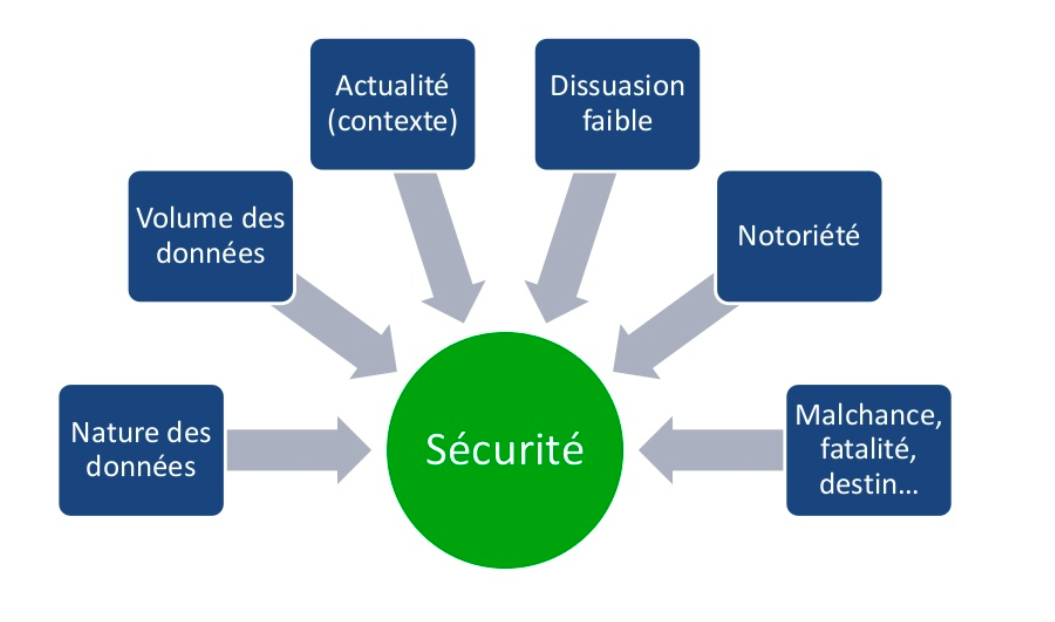 Actualité
(contexte)
Dissuasion
faible
Volume des
données
Notoriété
Nature des
données
Sécurité
Malchance,
fatalité,
destin...